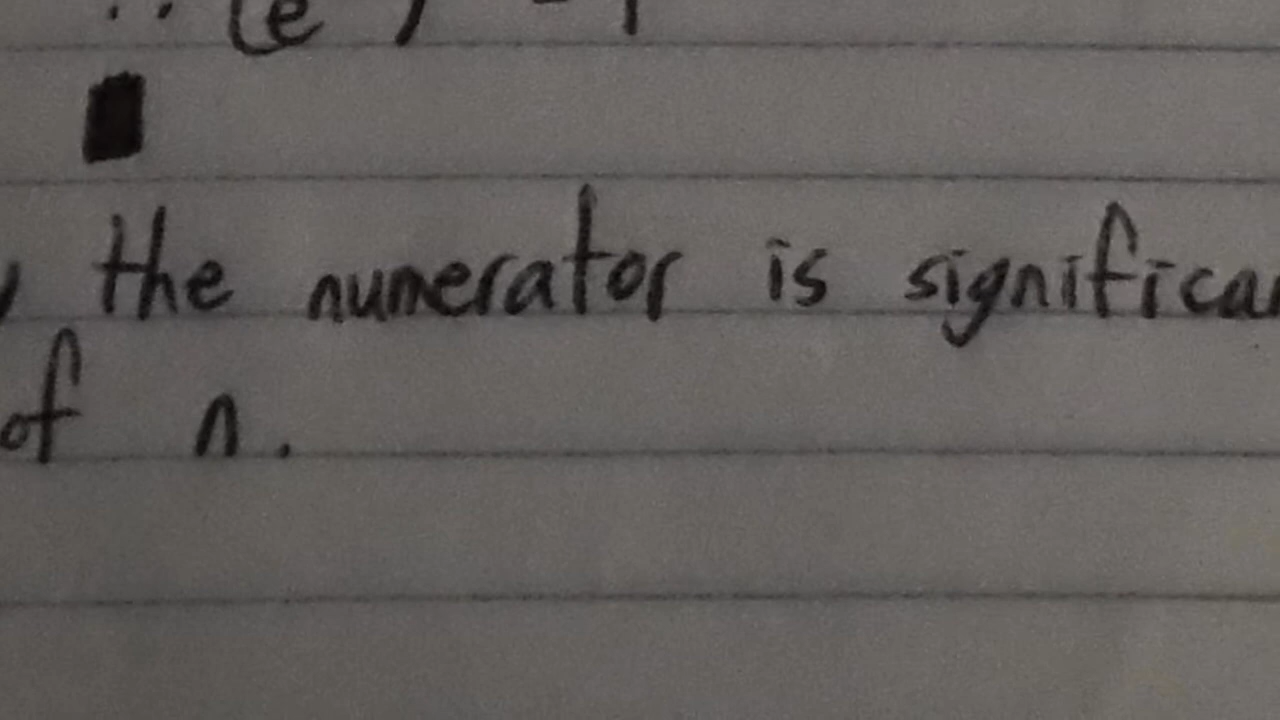 the numerator is significan
of n.